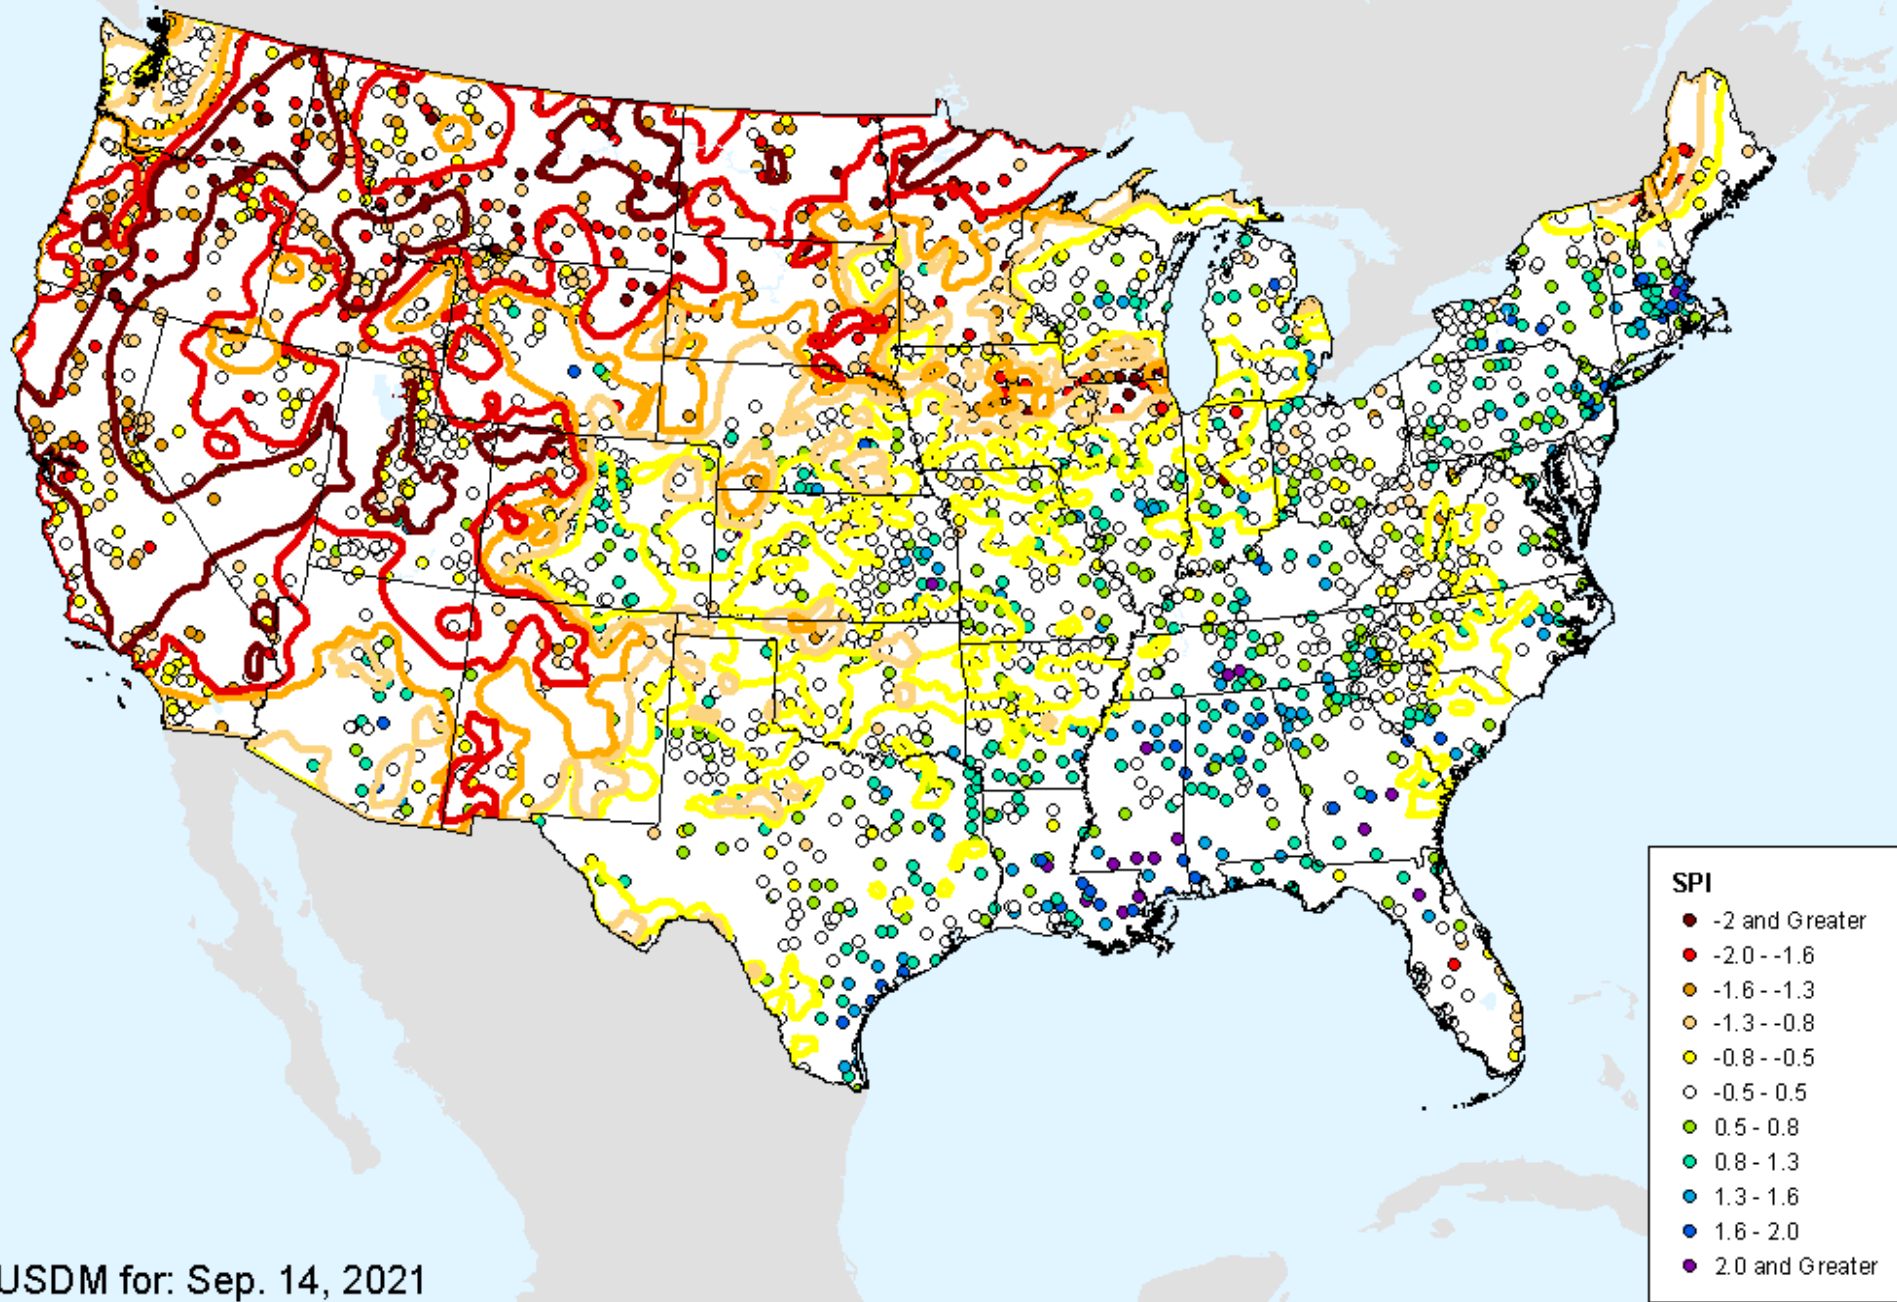 SPI
-2 and Greater
-2.0 - -1.6
-1.6 - -1.3
-1.3 - -0.8
-0.8 - -0.5
-0.5 - 0.5
0.5 - 0.8
0.8 - 1.3
1.3 - 1.6
1.6 - 2.0
2.0 and Greater
USDM for: Sep. 14, 2021